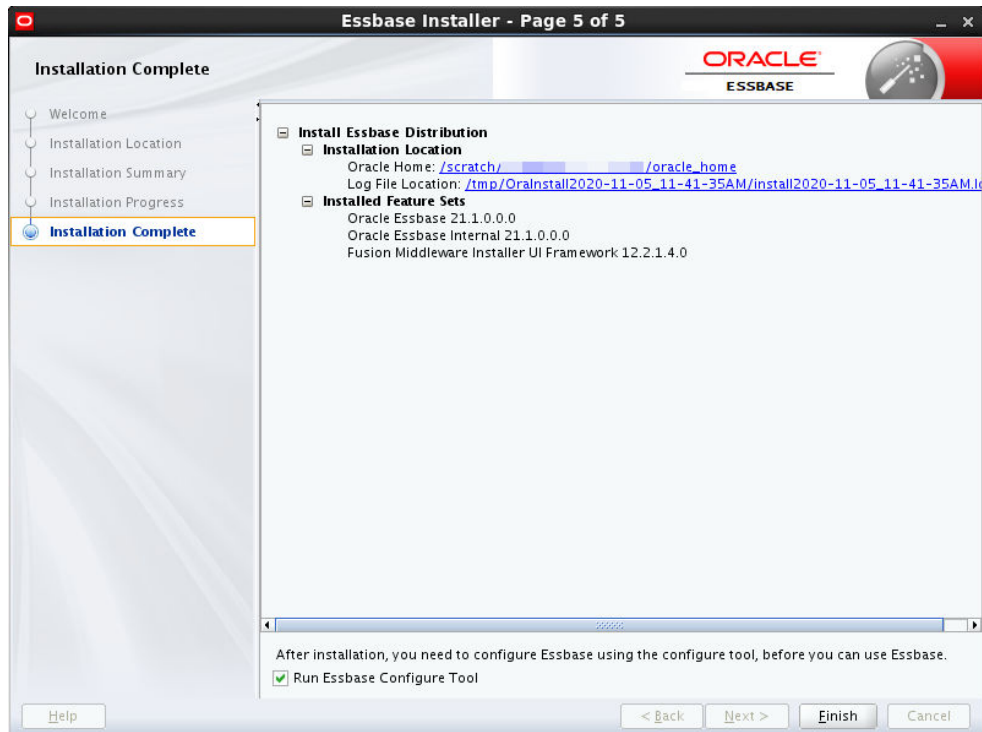 Essbase Installer - Page 5 of 5
Installation Complete
ORACLE
ESSBASE
Welcome
Installation Location
Installation Summary
Installation Progress
Installation Complete
Install Essbase Distribution
Installation Location
Oracle Home: /scratch/ /oracle_home
Log File Location: /tmp/OraInstall2020-11-05_11-41-35AM/install2020-11-05_11-41-35AM.lo
Installed Feature Sets
Oracle Essbase 21.1.0.0.0
Oracle Essbase Internal 21.1.0.0.0
Fusion Middleware Installer UI Framework 12.2.1.4.0
After installation, you need to configure Essbase using the configure tool, before you can use Essbase.
Run Essbase Configure Tool
Help < Back Next > Finish Cancel